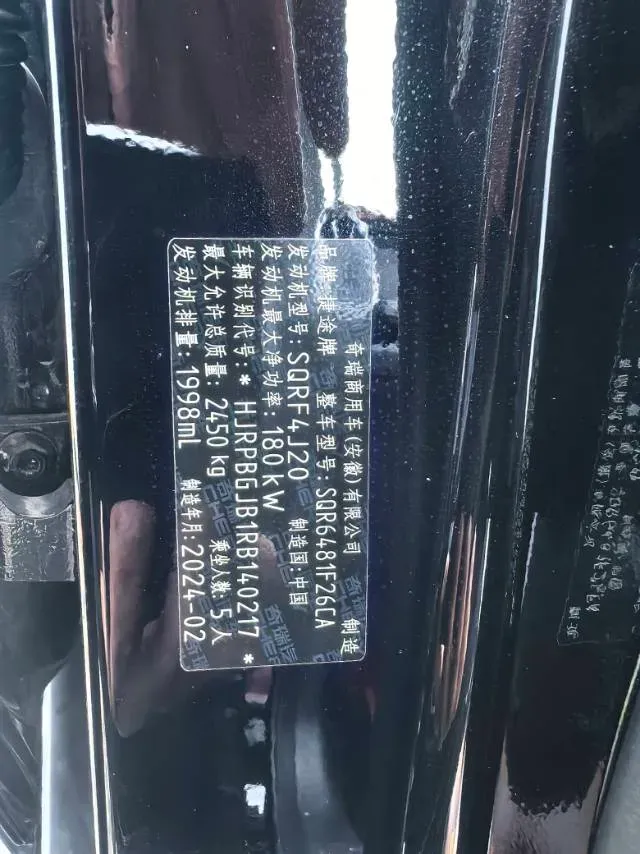 奇瑞商用车(安徽)有限公司 制造
品牌:捷途牌 整车型号:SQR6481F26CA
发动机型号:SQRF4J20 制造国:中国
发动机最大净功率:180kW
车辆识别代号:* HJRPBGJB1RB140217 *
最大允许总质量:2450 kg 乘坐人数:5人
发动机排量:1998mL 制造年月:2024-02